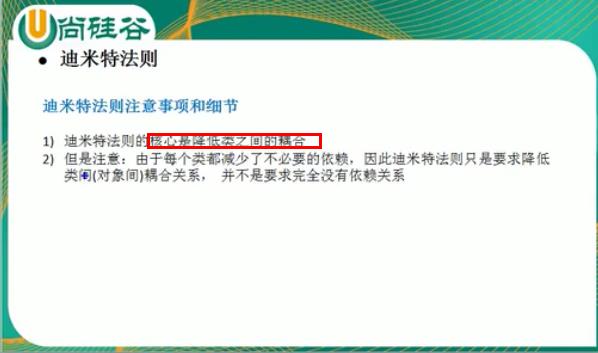 尚硅谷
● 迪米特法则
迪米特法则注意事项和细节
1) 迪米特法则的核心是降低类之间的耦合
2) 但是注意：由于每个类都减少了不必要的依赖，因此迪米特法则只是要求降低
类间(对象间)耦合关系， 并不是要求完全没有依赖关系